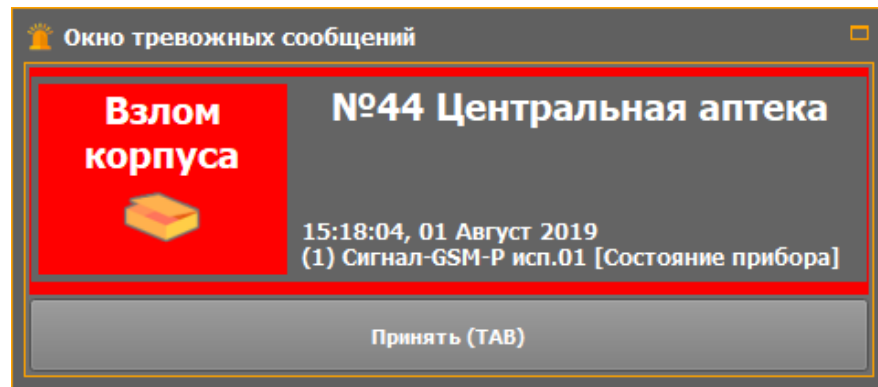 Окно тревожных сообщений
Взлом
корпуса
№44 Центральная аптека
15:18:04, 01 Август 2019
(1) Сигнал-GSM-Р исп.01 [Состояние прибора]
Принять (TAB)